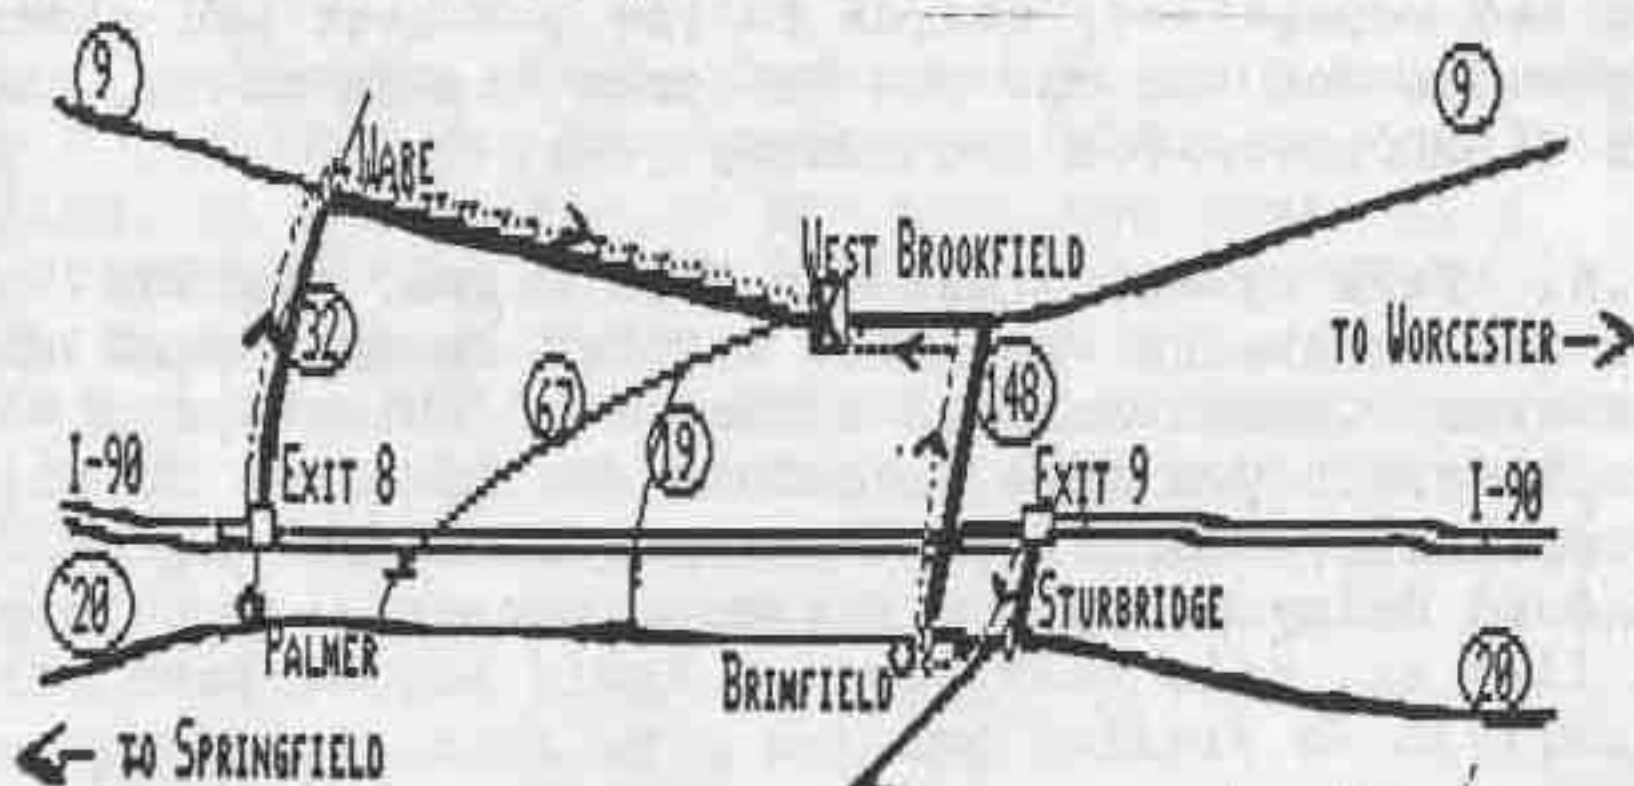 9
9
WARE
WEST BROOKFIELD
32
TO WORCESTER
67
148
19
I-90
EXIT 8
EXIT 9
I-90
20
STURBRIDGE
PALMER
BRIMFIELD
20
TO SPRINGFIELD